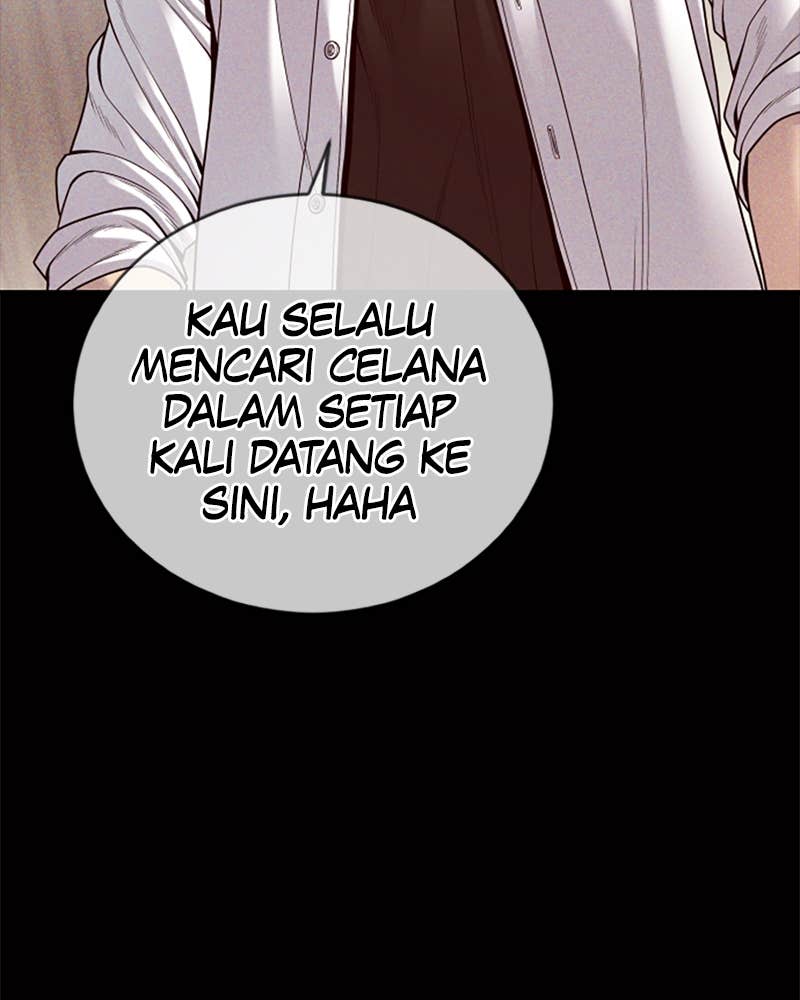 KAU SELALU
MENCARI CELANA
DALAM SETIAP
KALI DATANG KE
SINI, HAHA